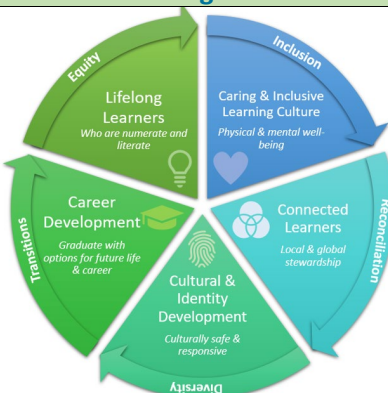 Equity
Lifelong
Learners
Who are numerate and
literate
Inclusion
Caring & Inclusive
Learning Culture
Physical & mental well-
being
Connected
Learners
Local & global
stewardship
Reconciliation
Cultural &
Identity
Development
Culturally safe &
responsive
Diversity
Career
Development
Graduate with
options for future life
& career
Transitions